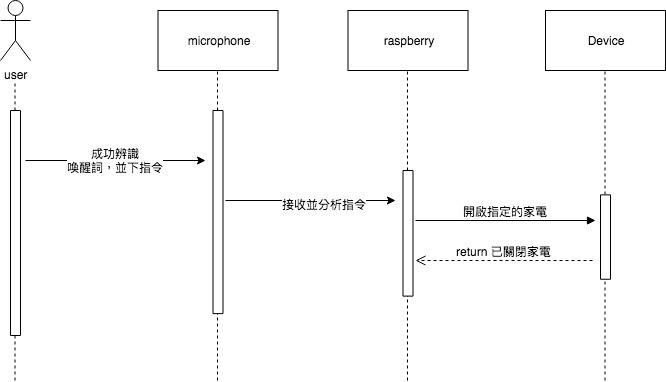 user
microphone
raspberry
Device
成功辨識
喚醒詞，並下指令
接收並分析指令
開啟指定的家電
return 已關閉家電